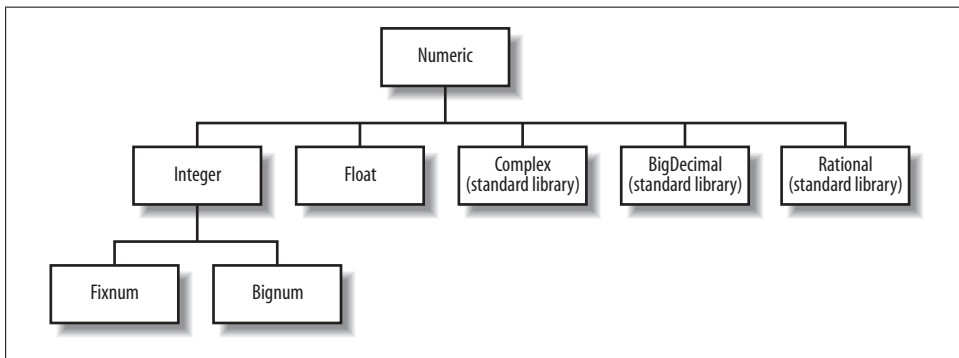 Numeric
Integer
Float
Complex
(standard library)
BigDecimal
(standard library)
Rational
(standard library)
Fixnum
Bignum